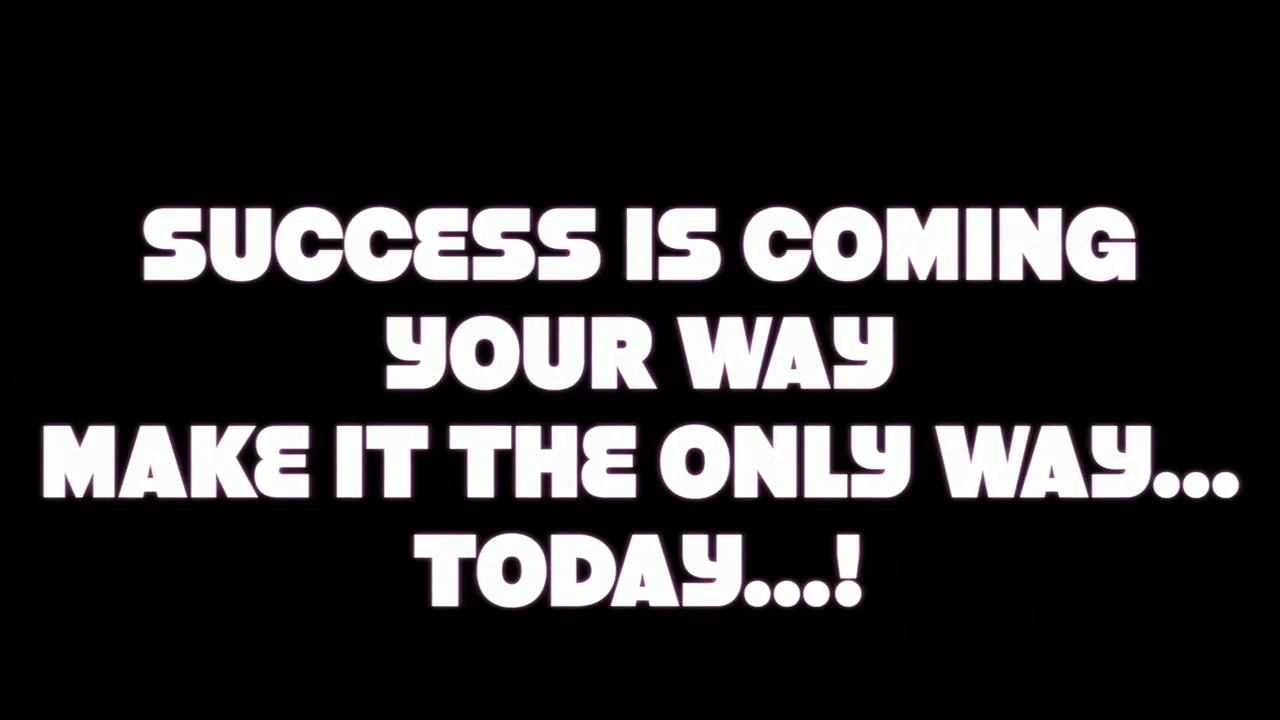 SUCCESS IS COMING
YOUR WAY
MAKE IT THE ONLY WAY...
TODAY...!